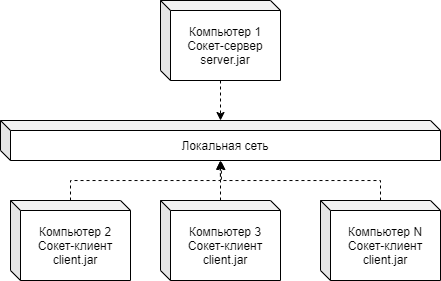 Компьютер 1
Сокет-сервер
server.jar
Локальная сеть
Компьютер 2
Сокет-клиент
client.jar
Компьютер 3
Сокет-клиент
client.jar
Компьютер N
Сокет-клиент
client.jar